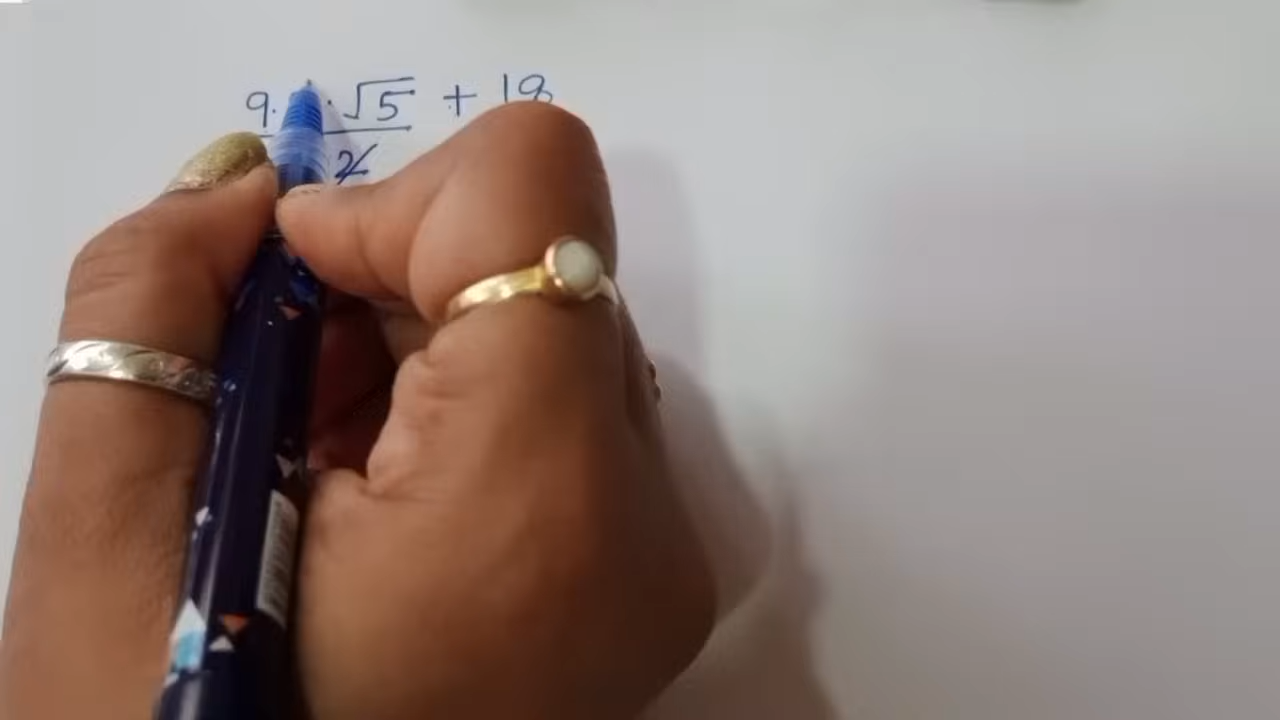 9. . √5 + 18
2